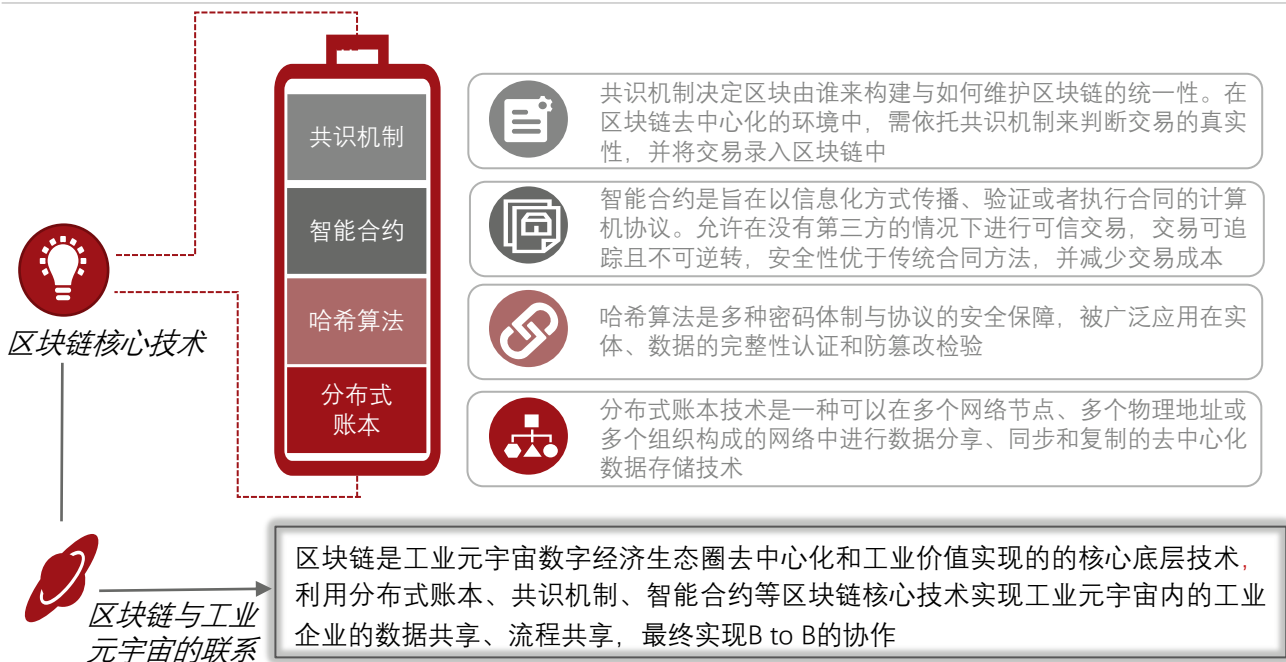 共识机制
共识机制决定区块由谁来构建与如何维护区块链的统一性。在
区块链去中心化的环境中，需依托共识机制来判断交易的真实
性，并将交易录入区块链中
智能合约
智能合约是旨在以信息化方式传播、验证或者执行合同的计算
机协议。允许在没有第三方的情况下进行可信交易，交易可追
踪且不可逆转，安全性优于传统合同方法，并减少交易成本
区块链核心技术
哈希算法
哈希算法是多种密码体制与协议的安全保障，被广泛应用在实
体、数据的完整性认证和防篡改检验
分布式
账本
分布式账本技术是一种可以在多个网络节点、多个物理地址或
多个组织构成的网络中进行数据分享、同步和复制的去中心化
数据存储技术
区块链与工业
元宇宙的联系
区块链是工业元宇宙数字经济生态圈去中心化和工业价值实现的的核心底层技术，
利用分布式账本、共识机制、智能合约等区块链核心技术实现工业元宇宙内的工业
企业的数据共享、流程共享，最终实现B to B的协作